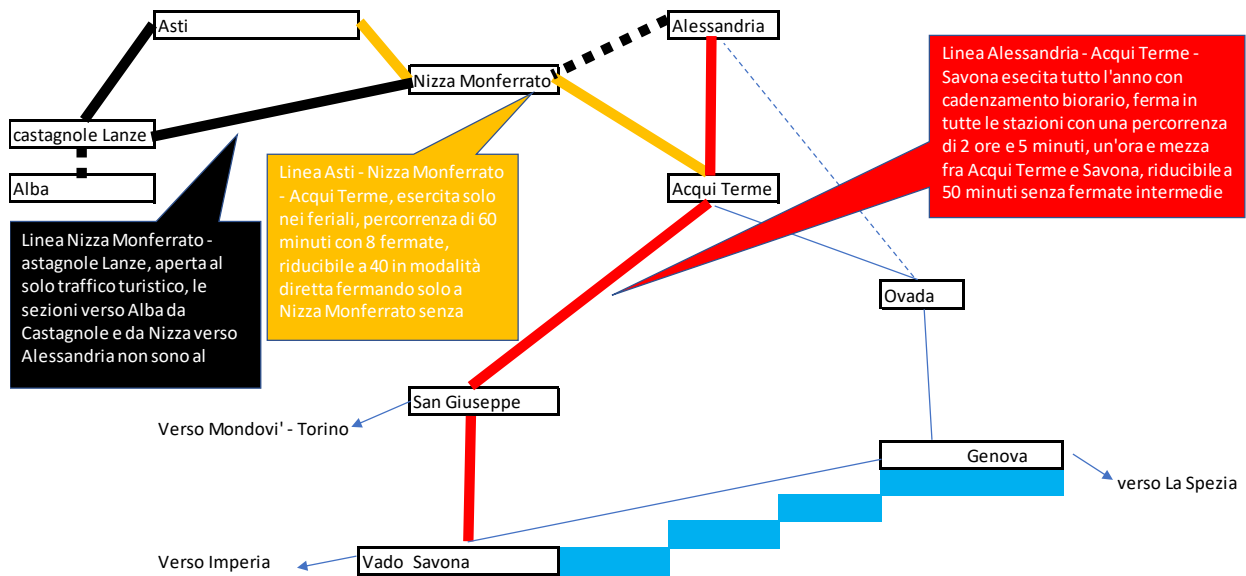 Asti
Alessandria
Nizza Monferrato
castagnole Lanze
Alba
Acqui Terme
Linea Alessandria - Acqui Terme -
Savona esecita tutto l'anno con
cadenzamento biorario, ferma in
tutte le stazioni con una percorrenza
di 2 ore e 5 minuti, un'ora e mezza
fra Acqui Terme e Savona, riducibile a
50 minuti senza fermate intermedie
Linea Asti - Nizza Monferrato
- Acqui Terme, esercita solo
nei feriali, percorrenza di 60
minuti con 8 fermate,
riducibile a 40 in modalità
diretta fermando solo a
Nizza Monferrato senza
Linea Nizza Monferrato -
astagnole Lanze, aperta al
solo traffico turistico, le
sezioni verso Alba da
Castagnole e da Nizza verso
Alessandria non sono al
Ovada
San Giuseppe
Verso Mondovi' - Torino
Genova
verso La Spezia
Verso Imperia
Vado Savona